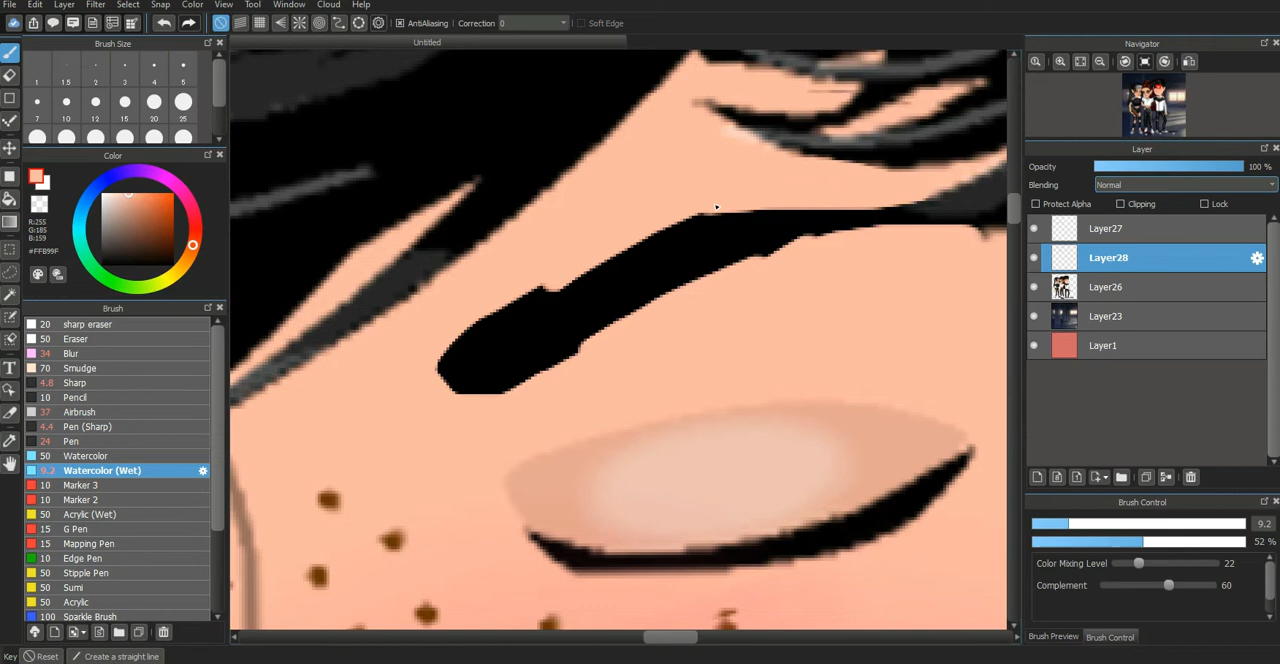 File Edit Layer Filter Select Snap Color View Tool Window Cloud Help
AntiAliasing Correction 0 Soft Edge
Brush Size
Untitled
Navigator
1 1.5 2 3 4 5
7 10 12 15 20 25
Color
R:255
G:185
B:159
#FFB99F
Brush
20 sharp eraser
50 Eraser
34 Blur
70 Smudge
4.8 Sharp
10 Pencil
37 Airbrush
4.4 Pen (Sharp)
24 Pen
50 Watercolor
9.2 Watercolor (Wet)
10 Marker 3
10 Marker 2
50 Acrylic (Wet)
15 G Pen
15 Mapping Pen
10 Edge Pen
50 Stipple Pen
50 Sumi
50 Acrylic
100 Sparkle Brush
Layer
Opacity 100 %
Blending Normal
Protect Alpha Clipping Lock
Layer27
Layer28
Layer26
Layer23
Layer1
Brush Control
9.2
52 %
Color Mixing Level 22
Complement 60
Brush Preview Brush Control
Key Reset Create a straight line